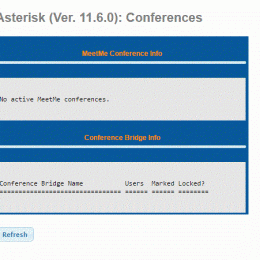 Asterisk (Ver. 11.6.0): Conferences
MeetMe Conference Info
No active MeetMe conferences.
Conference Bridge Info
Conference Bridge Name Users Marked Locked?
================================ ====== ====== ========
Refresh